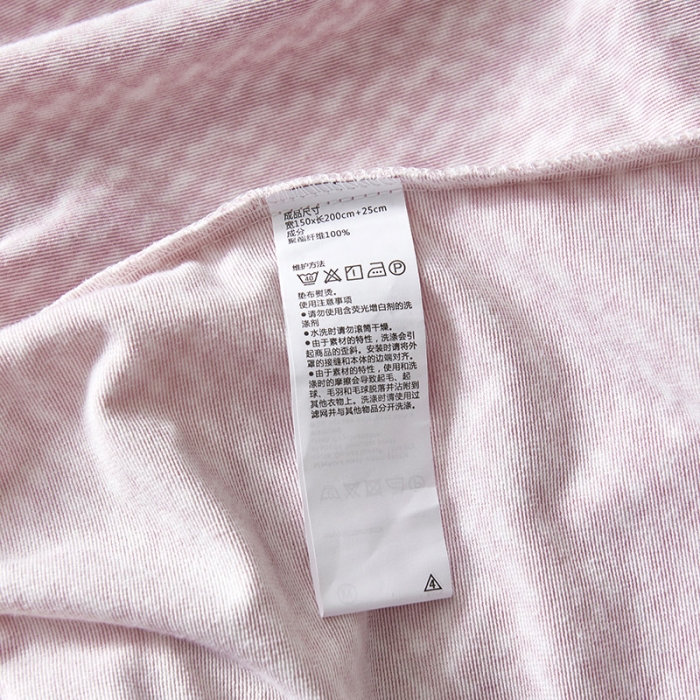 成品尺寸
宽150x长200cm+25cm
成分
聚酯纤维100%
维护方法
40 P
垫布熨烫。
使用注意事项
●请勿使用含荧光增白剂的洗
涤剂
●水洗时请勿滚筒干燥。
●由于素材的特性，洗涤会引
起商品的歪斜。安装时请将外
罩的接缝和本体的边端对齐。
●由于素材的特性，使用和洗
涤时的摩擦会导致起毛、起
球、毛羽和毛球脱落并沾附到
其他衣物上。洗涤时请使用过
滤网并与其他物品分开洗涤。
4